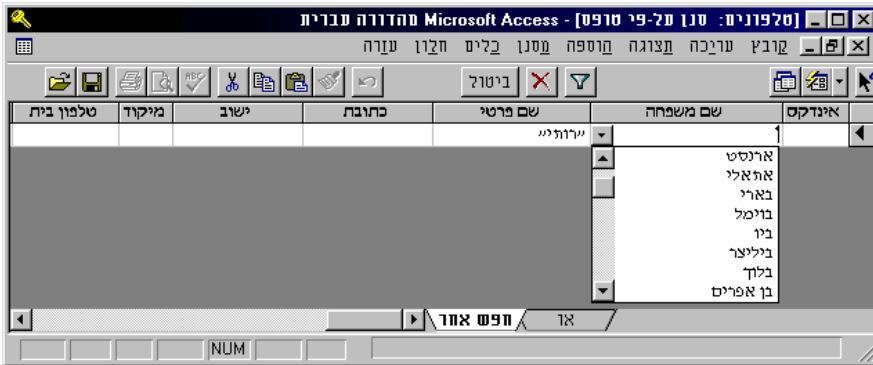 Microsoft Access - [טלפונים: סנן על-פי טופס] מהדורה עברית
קובץ עריכה תצוגה הוספה מסנן כלים חלון עזרה
ביטול
אינדקס שם משפחה שם פרטי כתובת ישוב מיקוד טלפון בית
"רותי"
ארנסט
אתאלי
בארי
בוימל
ביו
ביליצר
בלוך
בן אפרים
חפש אחר או
NUM